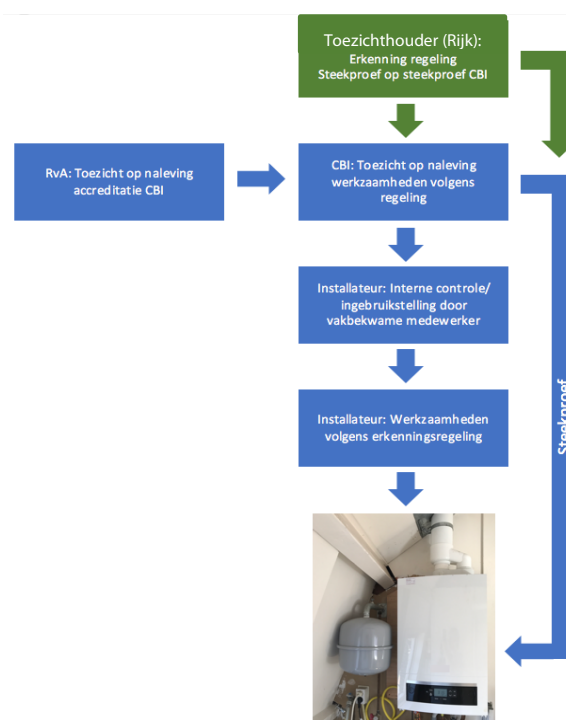 Toezichthouder (Rijk):
Erkenning regeling
Steekproef op steekproef CBI
RvA: Toezicht op naleving
accreditatie CBI
CBI: Toezicht op naleving
werkzaamheden volgens
regeling
Installateur: Interne controle/
ingebruikstelling door
vakbekwame medewerker
Installateur: Werkzaamheden
volgens erkenningsregeling
Steekproef